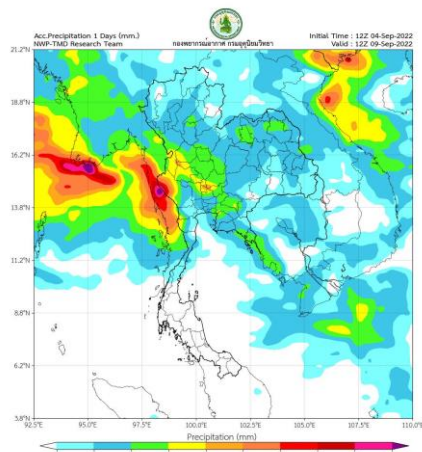 Acc.Precipitation 1 Days (mm.)
Initial Time : 12Z 04-Sep-2022
NWP-TMD Research Team
กองพยากรณ์อากาศ กรมอุตุนิยมวิทยา
Valid : 12Z 09-Sep-2022
21.2°N
18.8°N
16.2°N
13.8°N
11.2°N
8.8°N
6.2°N
3.8°N
92.5°E
95.0°E
97.5°E
100.0°E
102.5°E
105.0°E
107.5°E
110.0°E
Precipitation (mm)